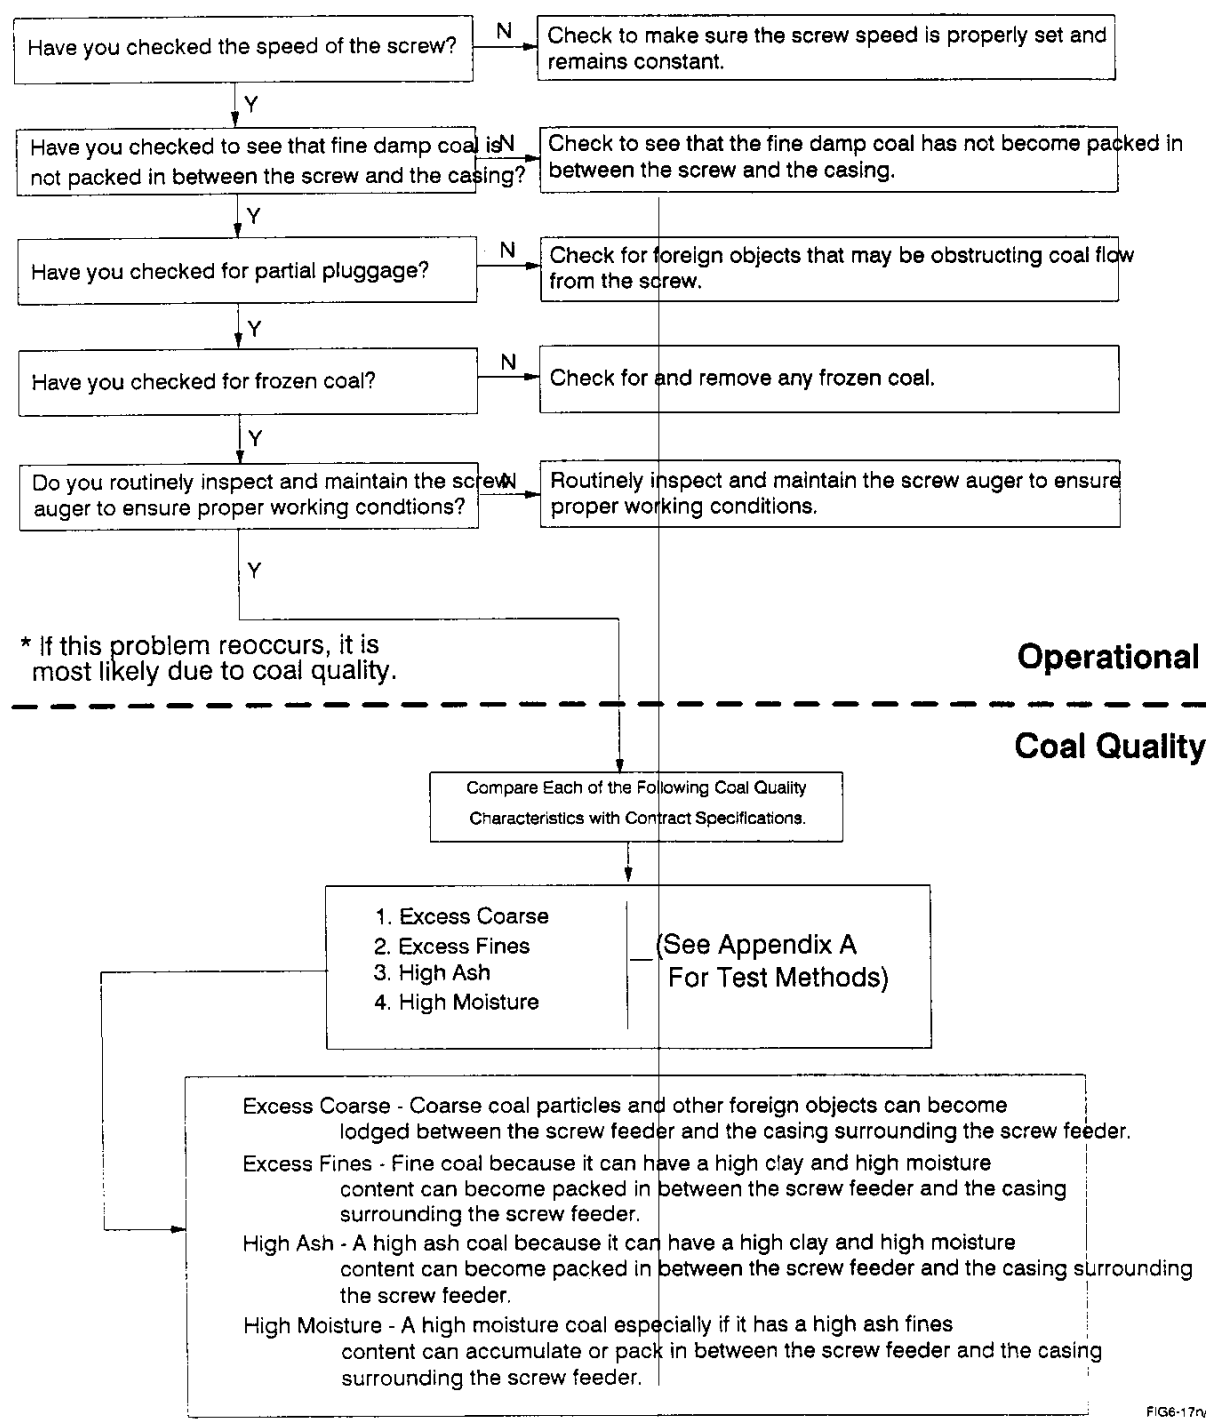 Have you checked the speed of the screw?
N
Check to make sure the screw speed is properly set and
remains constant.
Y
Have you checked to see that fine damp coal is
not packed in between the screw and the casing?
N
Check to see that the fine damp coal has not become packed in
between the screw and the casing.
Y
Have you checked for partial pluggage?
N
Check for foreign objects that may be obstructing coal flow
from the screw.
Y
Have you checked for frozen coal?
N
Check for and remove any frozen coal.
Y
Do you routinely inspect and maintain the screw
auger to ensure proper working condtions?
N
Routinely inspect and maintain the screw auger to ensure
proper working conditions.
Y
* If this problem reoccurs, it is
most likely due to coal quality.
Operational
Coal Quality
Compare Each of the Following Coal Quality
Characteristics with Contract Specifications.
1. Excess Coarse
2. Excess Fines
3. High Ash
4. High Moisture
(See Appendix A
For Test Methods)
Excess Coarse - Coarse coal particles and other foreign objects can become
lodged between the screw feeder and the casing surrounding the screw feeder.
Excess Fines - Fine coal because it can have a high clay and high moisture
content can become packed in between the screw feeder and the casing
surrounding the screw feeder.
High Ash - A high ash coal because it can have a high clay and high moisture
content can become packed in between the screw feeder and the casing surrounding
the screw feeder.
High Moisture - A high moisture coal especially if it has a high ash fines
content can accumulate or pack in between the screw feeder and the casing
surrounding the screw feeder.